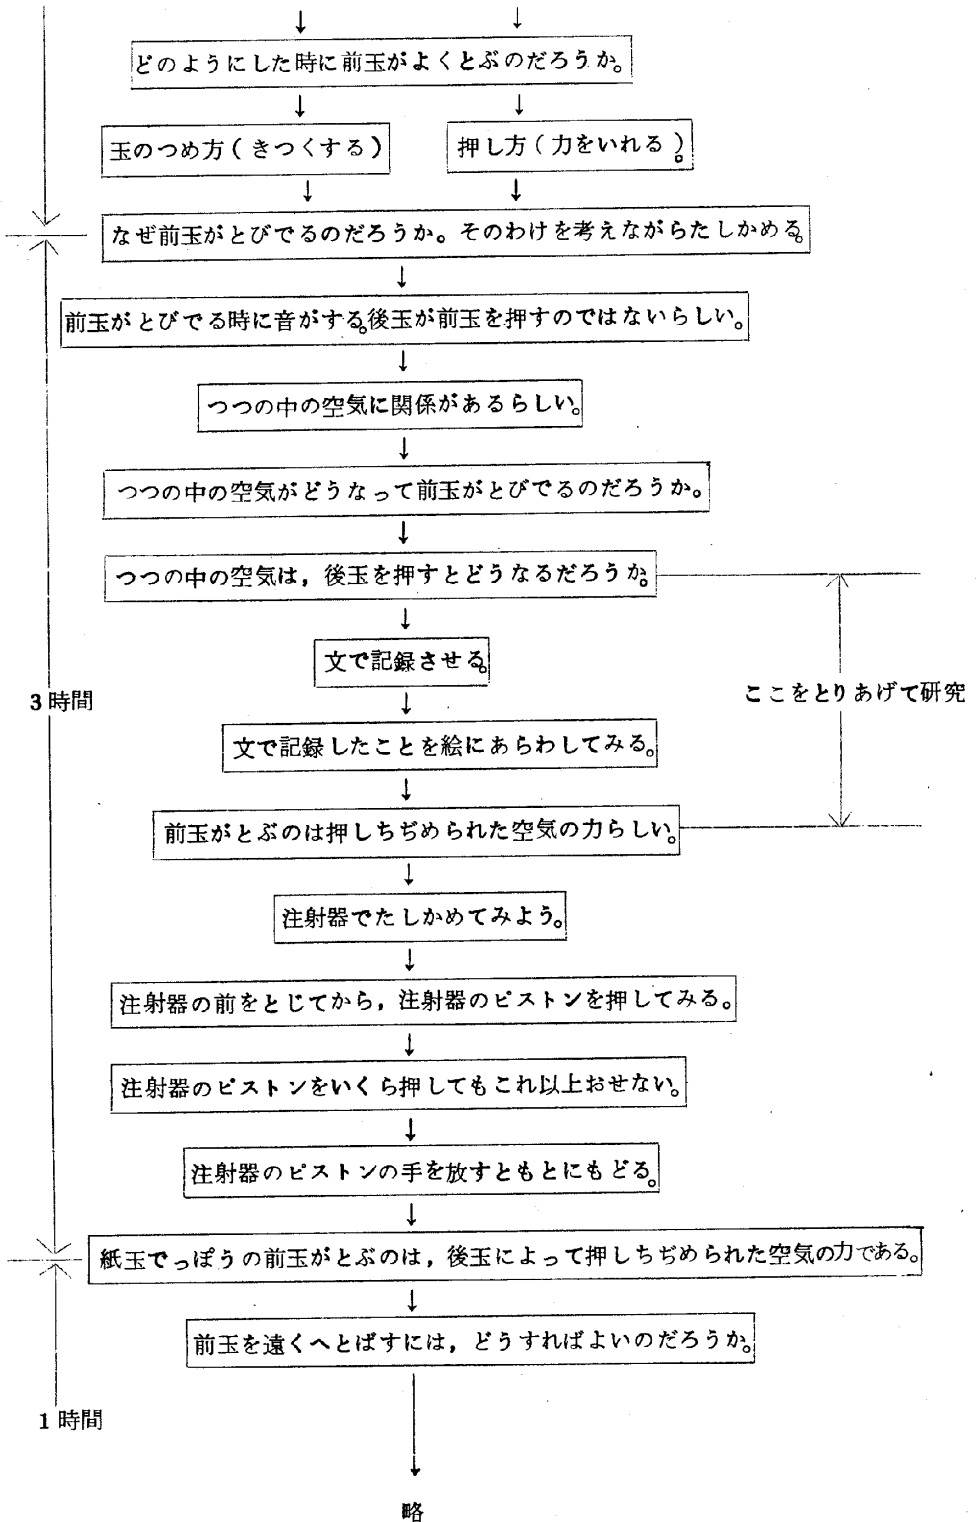 どのようにした時に前玉がよくとぶのだろうか。
玉のつめ方(きつくする)
押し方(力をいれる)。
なぜ前玉がとびでるのだろうか。そのわけを考えながらたしかめる。
前玉がとびでる時に音がする。後玉が前玉を押すのではないらしい。
つつの中の空気に関係があるらしい。
つつの中の空気がどうなって前玉がとびでるのだろうか。
つつの中の空気は,後玉を押すとどうなるだろうか。
文で記録させる。
3時間
ここをとりあげて研究
文で記録したことを絵にあらわしてみる。
前玉がとぶのは押しちぢめられた空気の力らしい。
注射器でたしかめてみよう。
注射器の前をとじてから,注射器のピストンを押してみる。
注射器のピストンをいくら押してもこれ以上おせない。
注射器のピストンの手を放すともとにもどる。
紙玉でっぽうの前玉がとぶのは,後玉によって押しちぢめられた空気の力である。
前玉を遠くへとばすには,どうすればよいのだろうか。
1時間
略